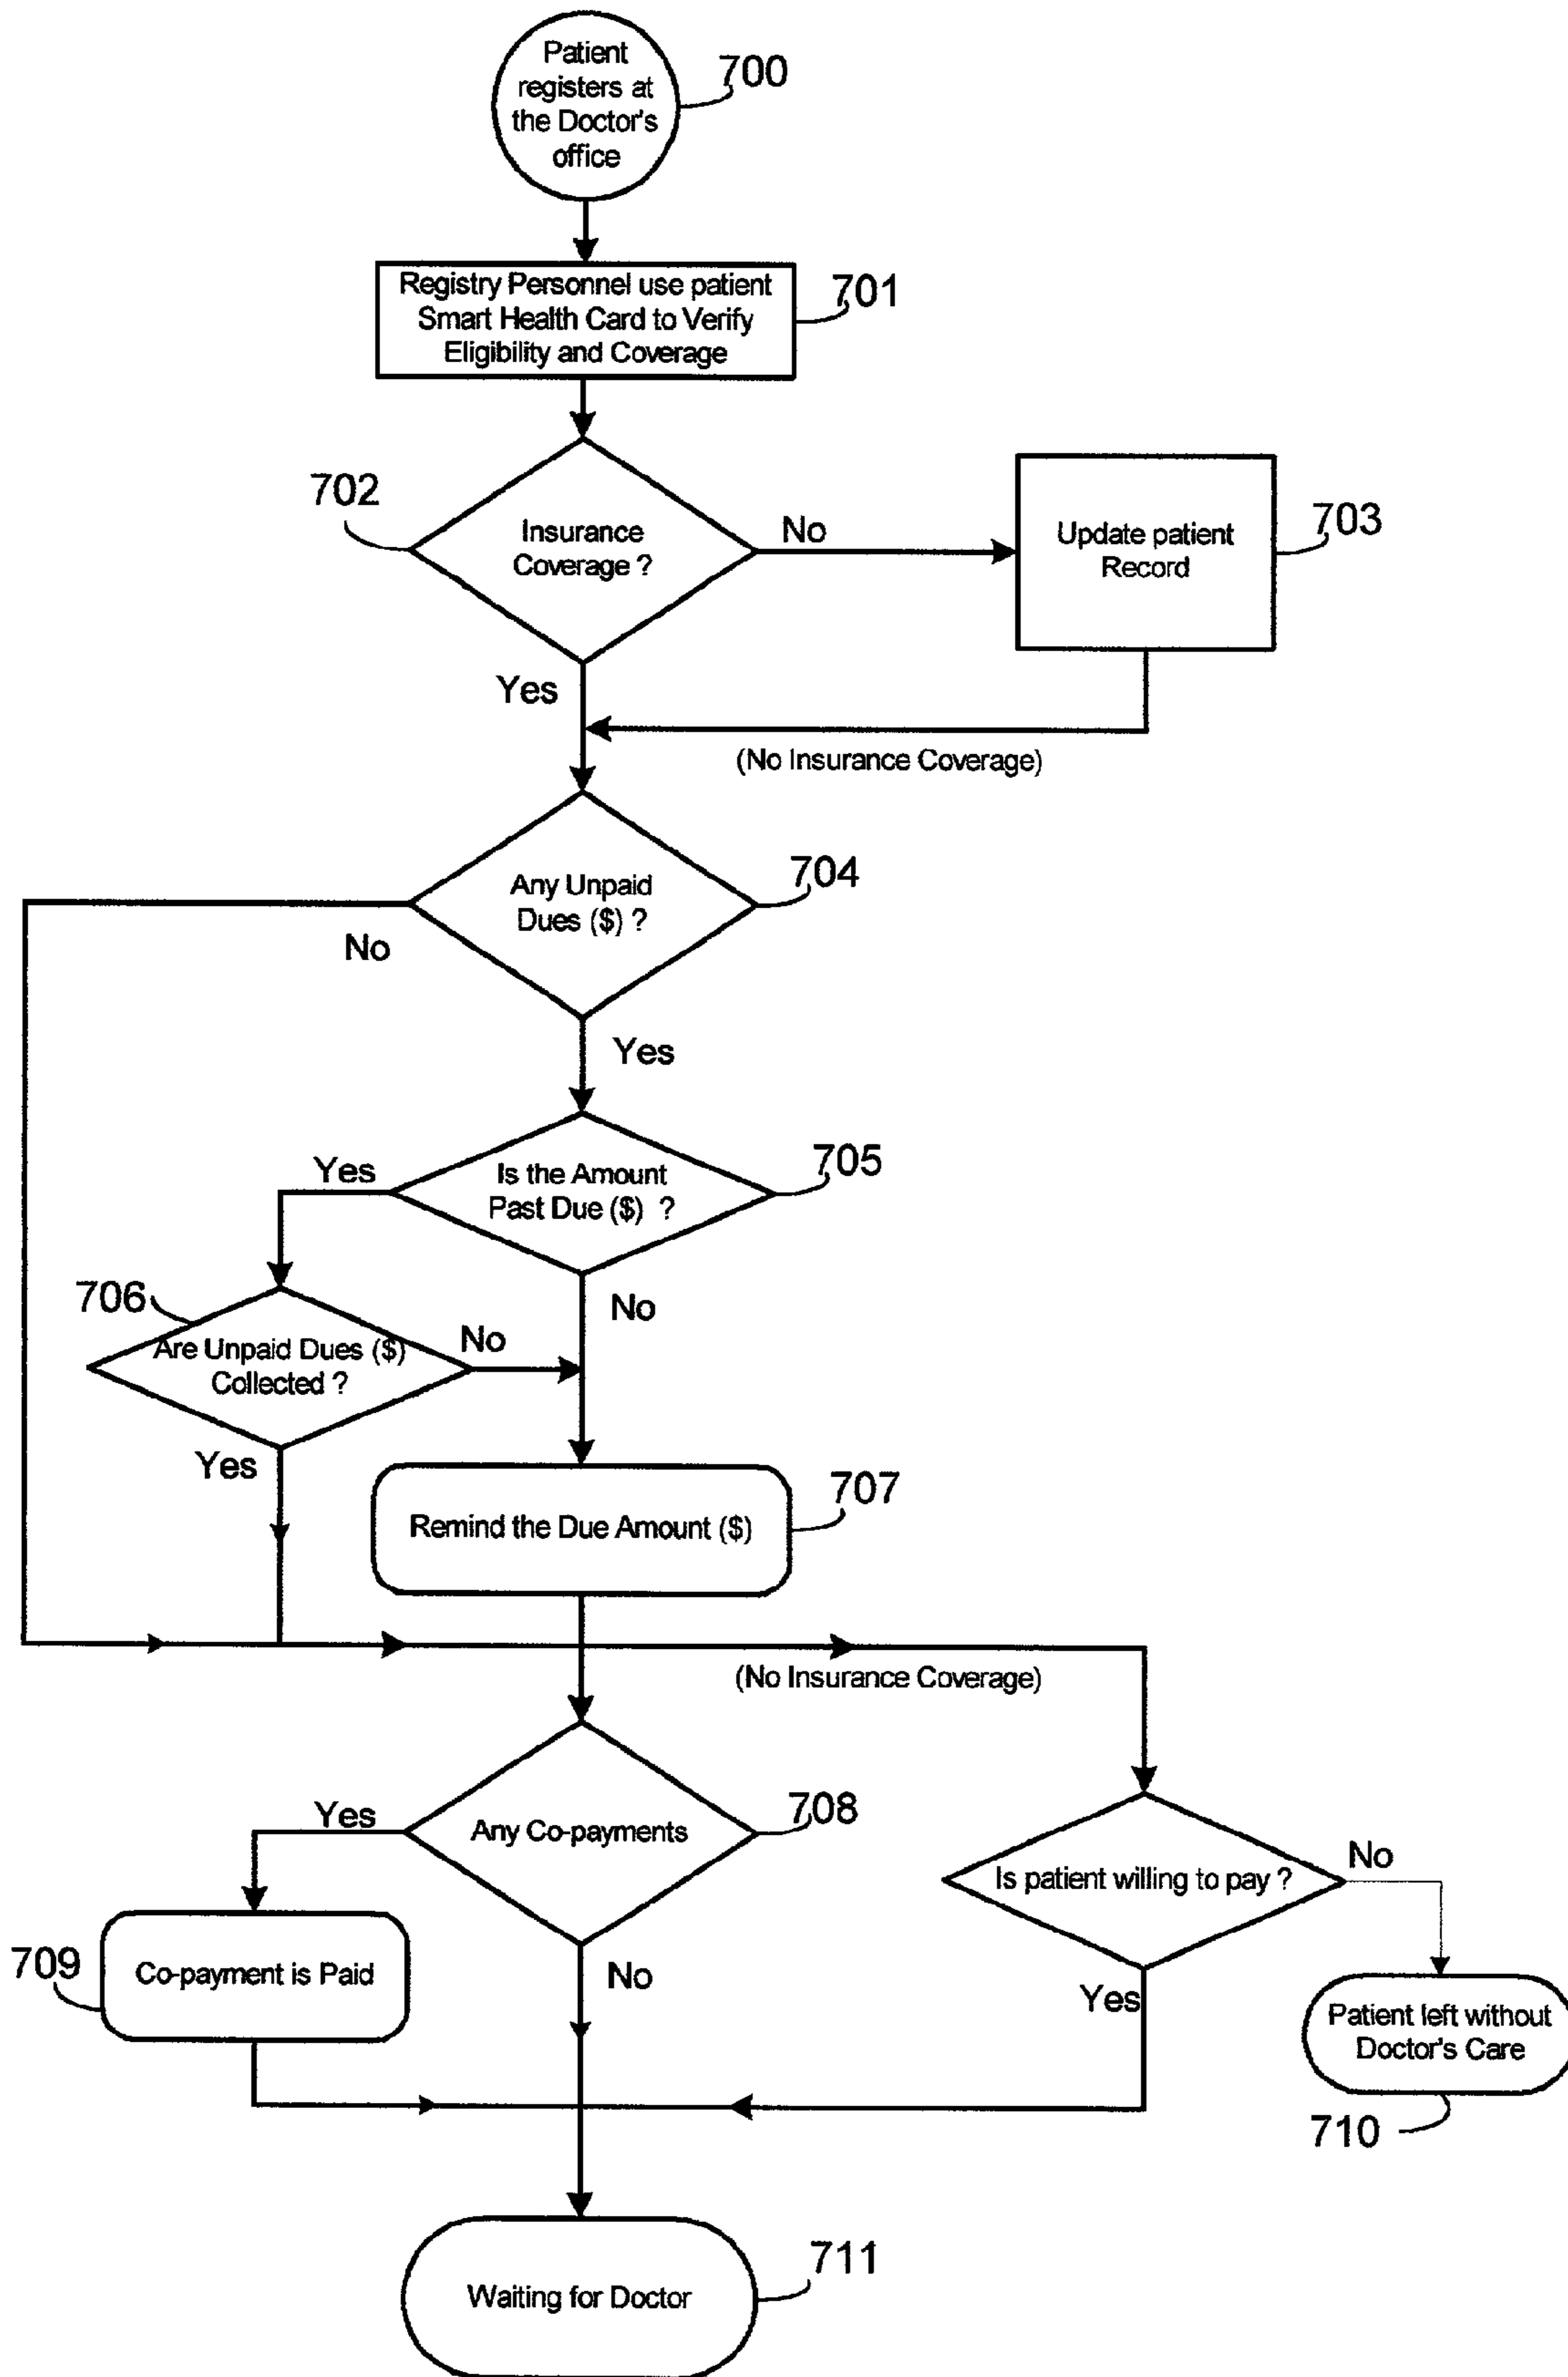 Patient
registers at
the Doctor's
office
700
Registry Personnel use patient
Smart Health Card to Verify
Eligibility and Coverage
701
702
Insurance
Coverage ?
No
Update patient
Record
703
Yes
(No Insurance Coverage)
Any Unpaid
Dues ($) ?
704
No
Yes
Yes
Is the Amount
Past Due ($) ?
705
706
No
Are Unpaid Dues ($)
Collected ?
No
Yes
Remind the Due Amount ($)
707
(No Insurance Coverage)
Yes
Any Co-payments
708
Is patient willing to pay ?
No
709
Co-payment is Paid
No
Yes
Patient left without
Doctor's Care
710
Waiting for Doctor
711